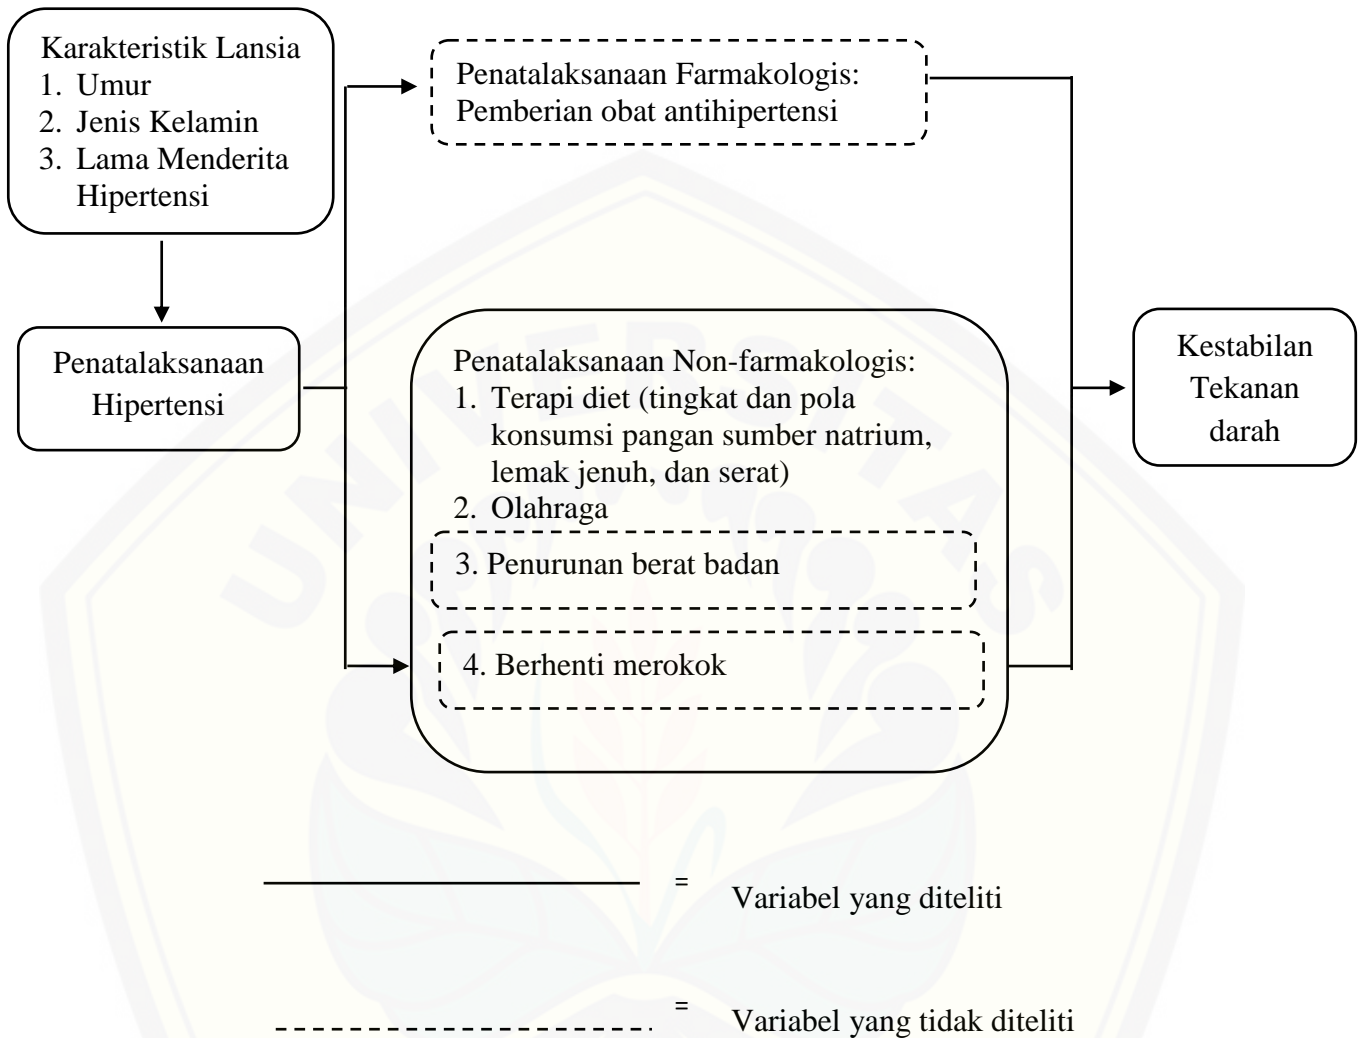 Karakteristik Lansia
1. Umur
2. Jenis Kelamin
3. Lama Menderita
Hipertensi
Penatalaksanaan
Hipertensi
Penatalaksanaan Farmakologis:
Pemberian obat antihipertensi
Penatalaksanaan Non-farmakologis:
1. Terapi diet (tingkat dan pola
konsumsi pangan sumber natrium,
lemak jenuh, dan serat)
2. Olahraga
3. Penurunan berat badan
4. Berhenti merokok
Kestabilan
Tekanan
darah
= Variabel yang diteliti
= Variabel yang tidak diteliti
UNIVERSITAS